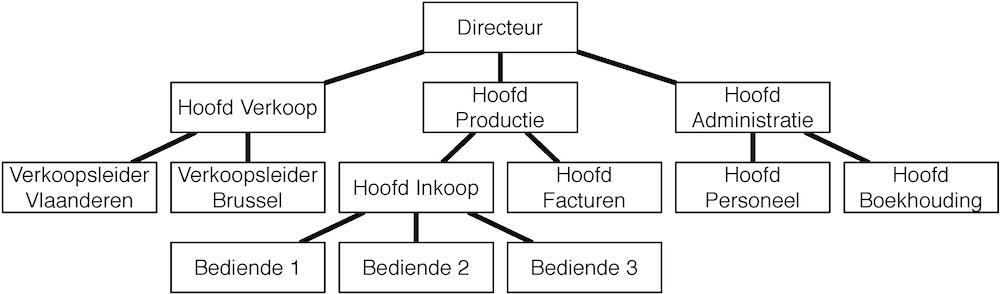 Directeur
Hoofd Verkoop
Hoofd
Productie
Hoofd
Administratie
Verkoopsleider
Vlaanderen
Verkoopsleider
Brussel
Hoofd Inkoop
Hoofd
Facturen
Hoofd
Personeel
Hoofd
Boekhouding
Bediende 1
Bediende 2
Bediende 3